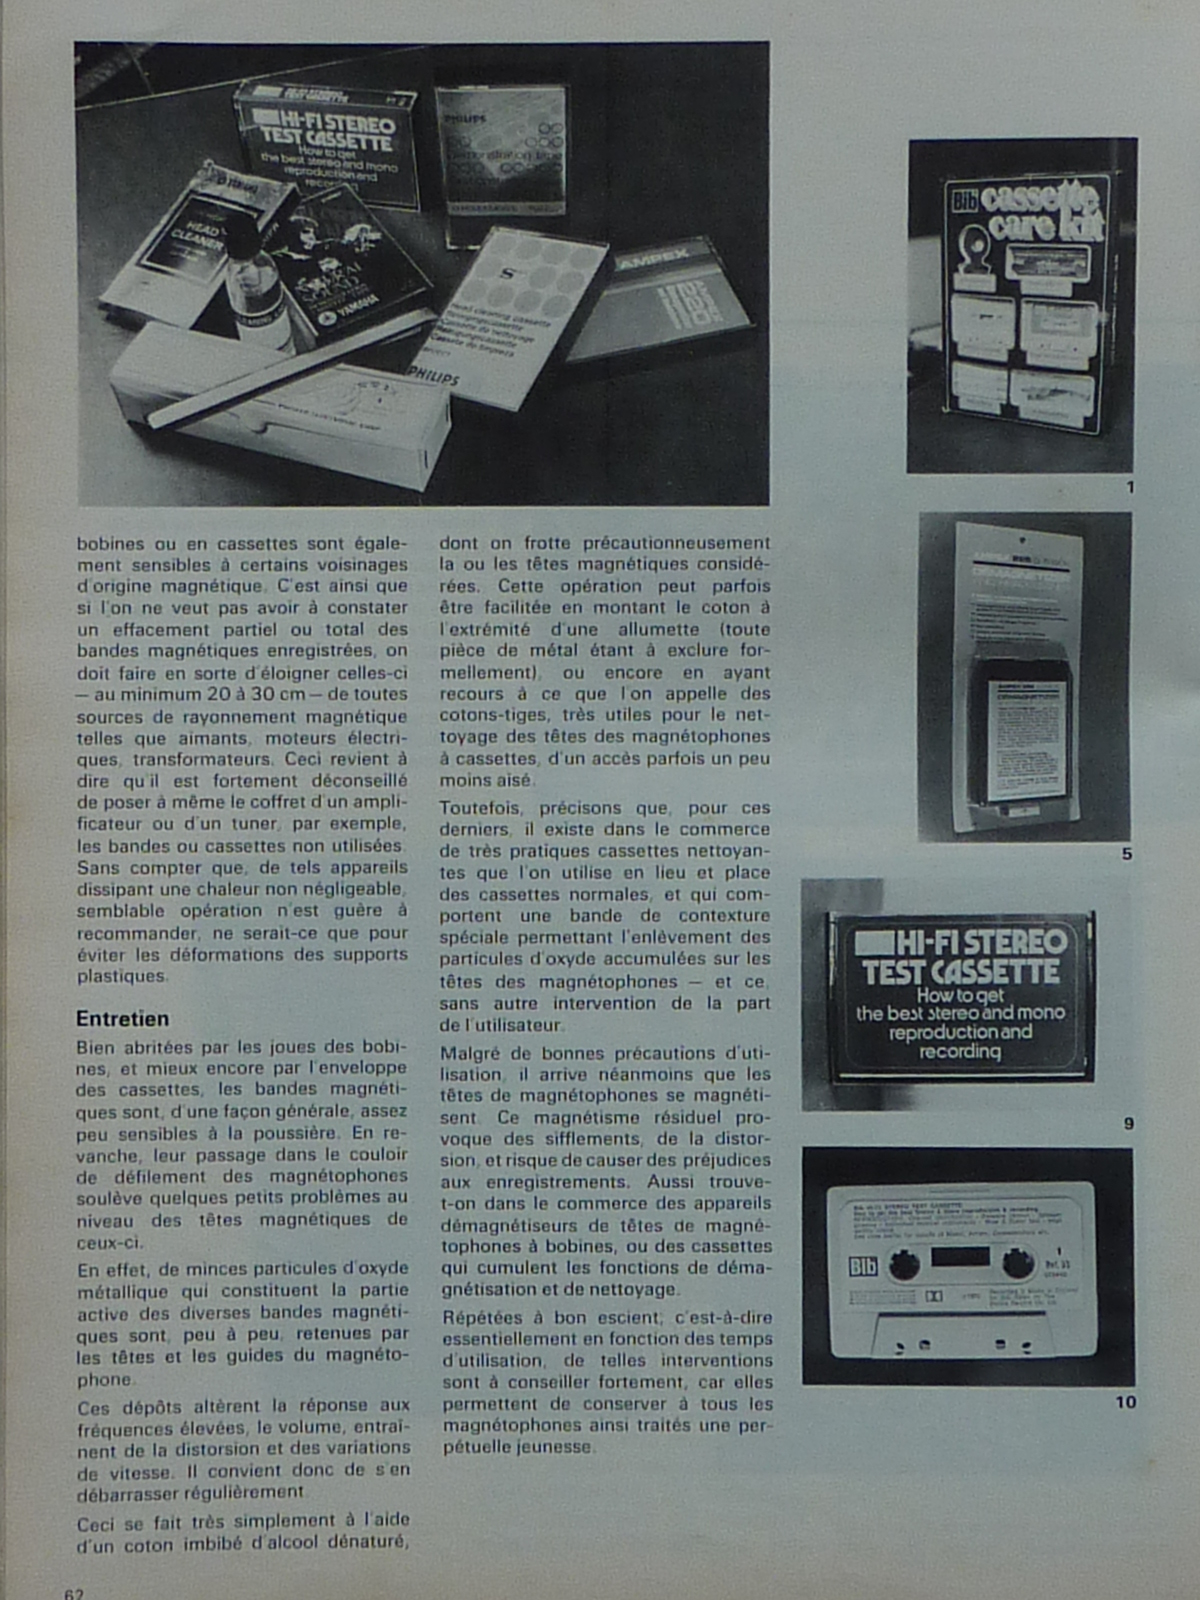 HI-FI STEREO
TEST CASSETTE
How to get
the best stereo and mono
reproduction and
recording
PHILIPS
HEAD
CLEANER
YAMAHA
AMPEX
S
Head cleaning cassette
Reinigungscassette
Cassette de nettoyage
Cassette de limpieza
PHILIPS
Bib cassette
care kit
1
5
HI-FI STEREO
TEST CASSETTE
How to get
the best stereo and mono
reproduction and
recording
9
Bib
10
bobines ou en cassettes sont égale-
ment sensibles à certains voisinages
d'origine magnétique. C'est ainsi que
si l'on ne veut pas avoir à constater
un effacement partiel ou total des
bandes magnétiques enregistrées, on
doit faire en sorte d'éloigner celles-ci
— au minimum 20 à 30 cm — de toutes
sources de rayonnement magnétique
telles que aimants, moteurs électri-
ques, transformateurs. Ceci revient à
dire qu'il est fortement déconseillé
de poser à même le coffret d'un ampli-
ficateur ou d'un tuner, par exemple,
les bandes ou cassettes non utilisées.
Sans compter que, de tels appareils
dissipant une chaleur non négligeable,
semblable opération n'est guère à
recommander, ne serait-ce que pour
éviter les déformations des supports
plastiques.
Entretien
Bien abritées par les joues des bobi-
nes, et mieux encore par l'enveloppe
des cassettes, les bandes magnéti-
ques sont, d'une façon générale, assez
peu sensibles à la poussière. En re-
vanche, leur passage dans le couloir
de défilement des magnétophones
soulève quelques petits problèmes au
niveau des têtes magnétiques de
ceux-ci.
En effet, de minces particules d'oxyde
métallique qui constituent la partie
active des diverses bandes magnéti-
ques sont, peu à peu, retenues par
les têtes et les guides du magnéto-
phone.
Ces dépôts altèrent la réponse aux
fréquences élevées, le volume, entraî-
nent de la distorsion et des variations
de vitesse. Il convient donc de s'en
débarrasser régulièrement.
Ceci se fait très simplement à l'aide
d'un coton imbibé d'alcool dénaturé,
dont on frotte précautionneusement
la ou les têtes magnétiques considé-
rées. Cette opération peut parfois
être facilitée en montant le coton à
l'extrémité d'une allumette (toute
pièce de métal étant à exclure for-
mellement), ou encore en ayant
recours à ce que l'on appelle des
cotons-tiges, très utiles pour le net-
toyage des têtes des magnétophones
à cassettes, d'un accès parfois un peu
moins aisé.
Toutefois, précisons que, pour ces
derniers, il existe dans le commerce
de très pratiques cassettes nettoyan-
tes que l'on utilise en lieu et place
des cassettes normales, et qui com-
portent une bande de contexture
spéciale permettant l'enlèvement des
particules d'oxyde accumulées sur les
têtes des magnétophones — et ce,
sans autre intervention de la part
de l'utilisateur.
Malgré de bonnes précautions d'uti-
lisation, il arrive néanmoins que les
têtes de magnétophones se magnéti-
sent. Ce magnétisme résiduel pro-
voque des sifflements, de la distor-
sion, et risque de causer des préjudices
aux enregistrements. Aussi trouve-
t-on dans le commerce des appareils
démagnétiseurs de têtes de magné-
tophones à bobines, ou des cassettes
qui cumulent les fonctions de déma-
gnétisation et de nettoyage.
Répétées à bon escient, c'est-à-dire
essentiellement en fonction des temps
d'utilisation, de telles interventions
sont à conseiller fortement, car elles
permettent de conserver à tous les
magnétophones ainsi traités une per-
pétuelle jeunesse.
62